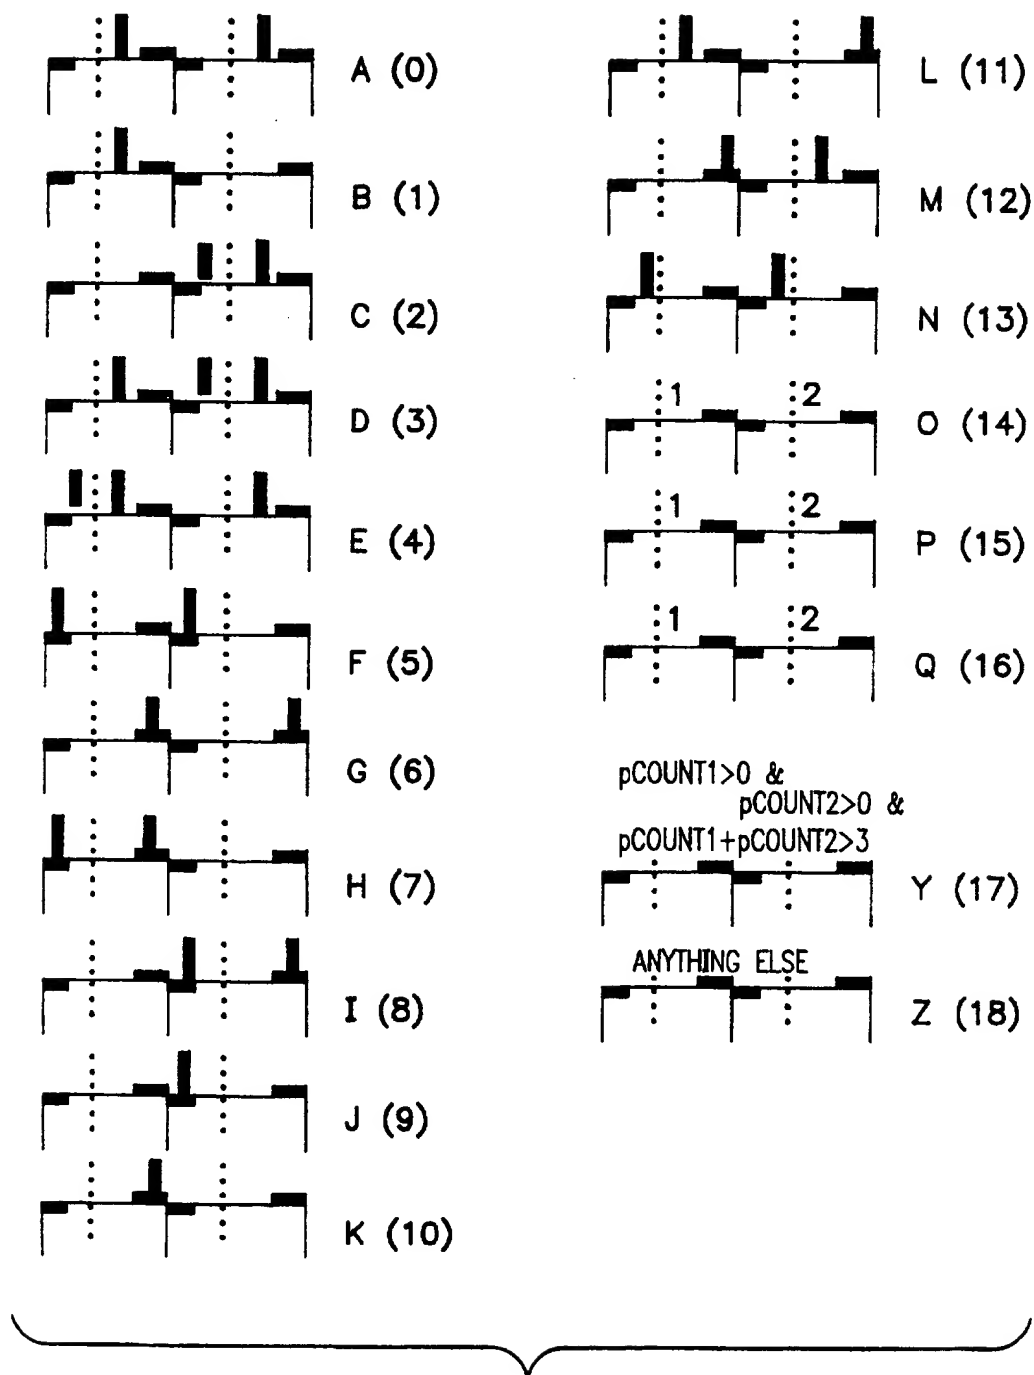 A (0)
B (1)
C (2)
D (3)
E (4)
F (5)
G (6)
H (7)
I (8)
J (9)
K (10)
L (11)
M (12)
N (13)
1 2
O (14)
1 2
P (15)
1 2
Q (16)
pCOUNT1>0 &
pCOUNT2>0 &
pCOUNT1+pCOUNT2>3
Y (17)
ANYTHING ELSE
Z (18)